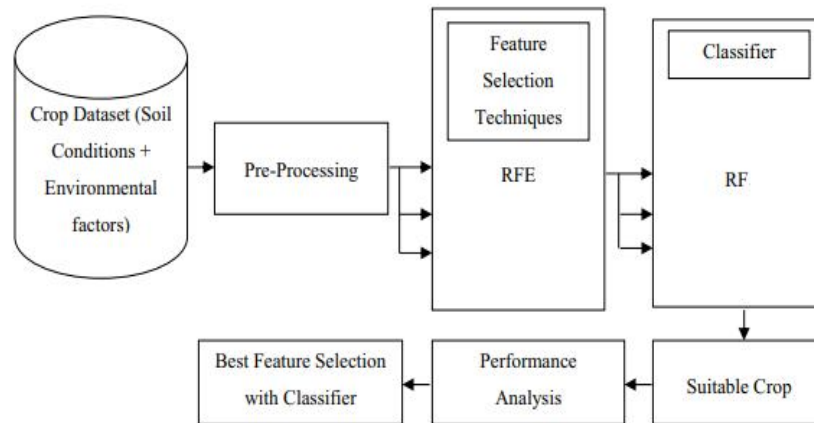 Crop Dataset (Soil
Conditions +
Environmental
factors)
Pre-Processing
Feature
Selection
Techniques
RFE
Classifier
RF
Suitable Crop
Performance
Analysis
Best Feature Selection
with Classifier